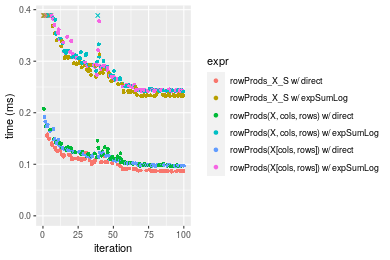 0.4
0.3
0.2
0.1
0.0
time (ms)
0
25
50
75
100
iteration
expr
rowProds_X_S w/ direct
rowProds_X_S w/ expSumLog
rowProds(X, cols, rows) w/ direct
rowProds(X, cols, rows) w/ expSumLog
rowProds(X[cols, rows]) w/ direct
rowProds(X[cols, rows]) w/ expSumLog